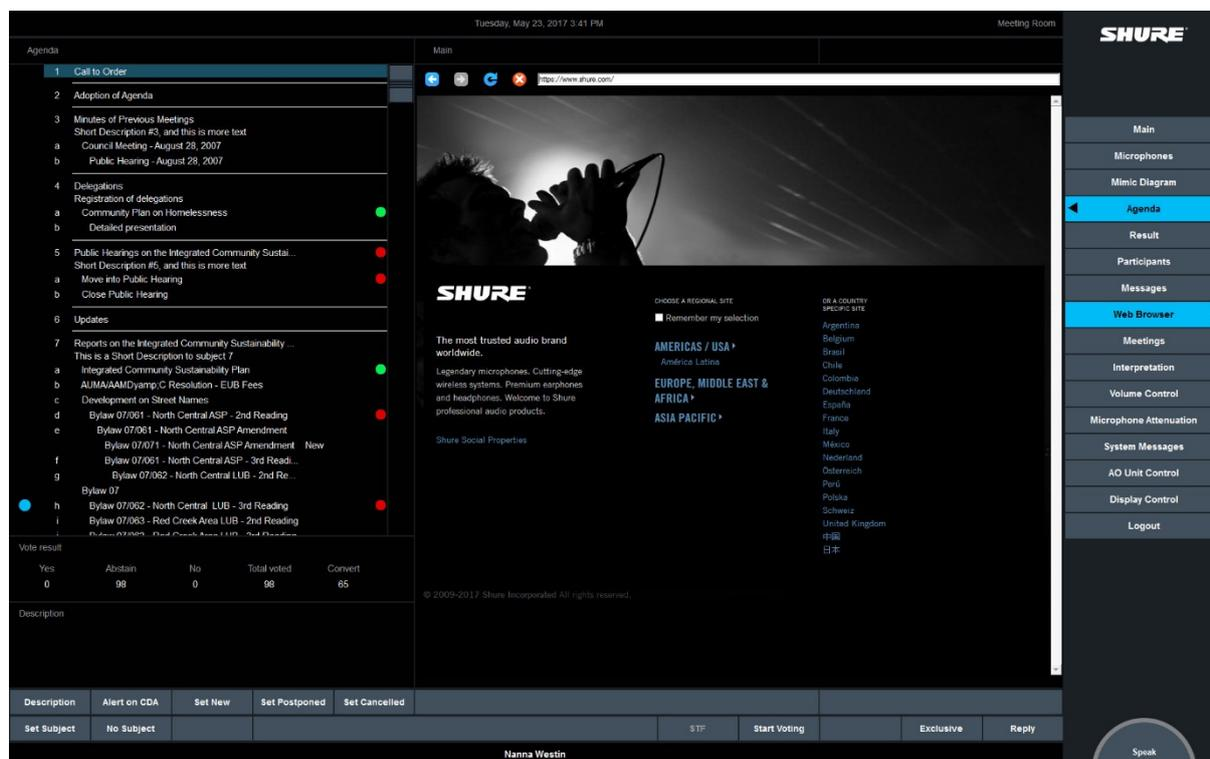 Tuesday, May 23, 2017 3:41 PM
Meeting Room
SHURE
Agenda
Main
1 Call to Order
2 Adoption of Agenda
3 Minutes of Previous Meetings
Short Description #3, and this is more text
a Council Meeting - August 28, 2007
b Public Hearing - August 28, 2007
4 Delegations
Registration of delegations
a Community Plan on Homelessness
b Detailed presentation
5 Public Hearings on the Integrated Community Sustai...
Short Description #5, and this is more text
a Move into Public Hearing
b Close Public Hearing
6 Updates
7 Reports on the Integrated Community Sustainability ...
This is a Short Description to subject 7
a Integrated Community Sustainability Plan
b AUMA/AAMDyamp;C Resolution - EUB Fees
c Development on Street Names
d Bylaw 07/061 - North Central ASP - 2nd Reading
e Bylaw 07/061 - North Central ASP Amendment
Bylaw 07/071 - North Central ASP Amendment New
f Bylaw 07/061 - North Central ASP - 3rd Readi...
g Bylaw 07/062 - North Central LUB - 2nd Re...
Bylaw 07
h Bylaw 07/062 - North Central LUB - 3rd Reading
i Bylaw 07/063 - Red Creek Area LUB - 2nd Reading
Vote result
Yes Abstain No Total voted Convert
0 98 0 98 65
Description
https://www.shure.com/
SHURE
The most trusted audio brand
worldwide.
Legendary microphones. Cutting-edge
wireless systems. Premium earphones
and headphones. Welcome to Shure
professional audio products.
Shure Social Properties
CHOOSE A REGIONAL SITE
Remember my selection
AMERICAS / USA
América Latina
EUROPE, MIDDLE EAST &
AFRICA
ASIA PACIFIC
OR A COUNTRY
SPECIFIC SITE
Argentina
Belgium
Brasil
Chile
Colombia
Deutschland
España
France
Italy
México
Nederland
Österreich
Perú
Polska
Schweiz
United Kingdom
中国
日本
© 2009-2017 Shure Incorporated All rights reserved.
Main
Microphones
Mimic Diagram
Agenda
Result
Participants
Messages
Web Browser
Meetings
Interpretation
Volume Control
Microphone Attenuation
System Messages
AO Unit Control
Display Control
Logout
Description Alert on CDA Set New Set Postponed Set Cancelled
Set Subject No Subject STF Start Voting Exclusive Reply
Nanna Westin
Speak